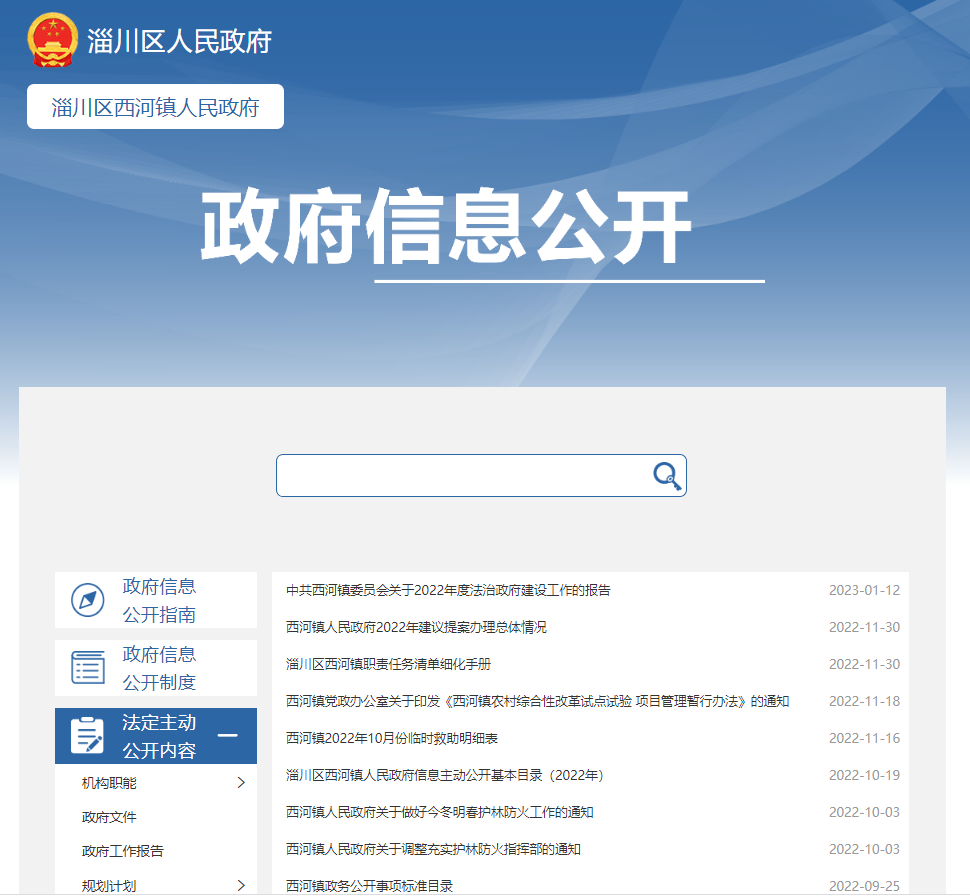 淄川区人民政府
淄川区西河镇人民政府
政府信息公开
政府信息
公开指南
政府信息
公开制度
法定主动
公开内容
机构职能
政府文件
政府工作报告
规划计划
中共西河镇委员会关于2022年度法治政府建设工作的报告 2023-01-12
西河镇人民政府2022年建议提案办理总体情况 2022-11-30
淄川区西河镇职责任务清单细化手册 2022-11-30
西河镇党政办公室关于印发《西河镇农村综合性改革试点试验 项目管理暂行办法》的通知 2022-11-18
西河镇2022年10月份临时救助明细表 2022-11-16
淄川区西河镇人民政府信息主动公开基本目录（2022年） 2022-10-19
西河镇人民政府关于做好今冬明春护林防火工作的通知 2022-10-03
西河镇人民政府关于调整充实护林防火指挥部的通知 2022-10-03
西河镇政务公开事项标准目录 2022-09-25